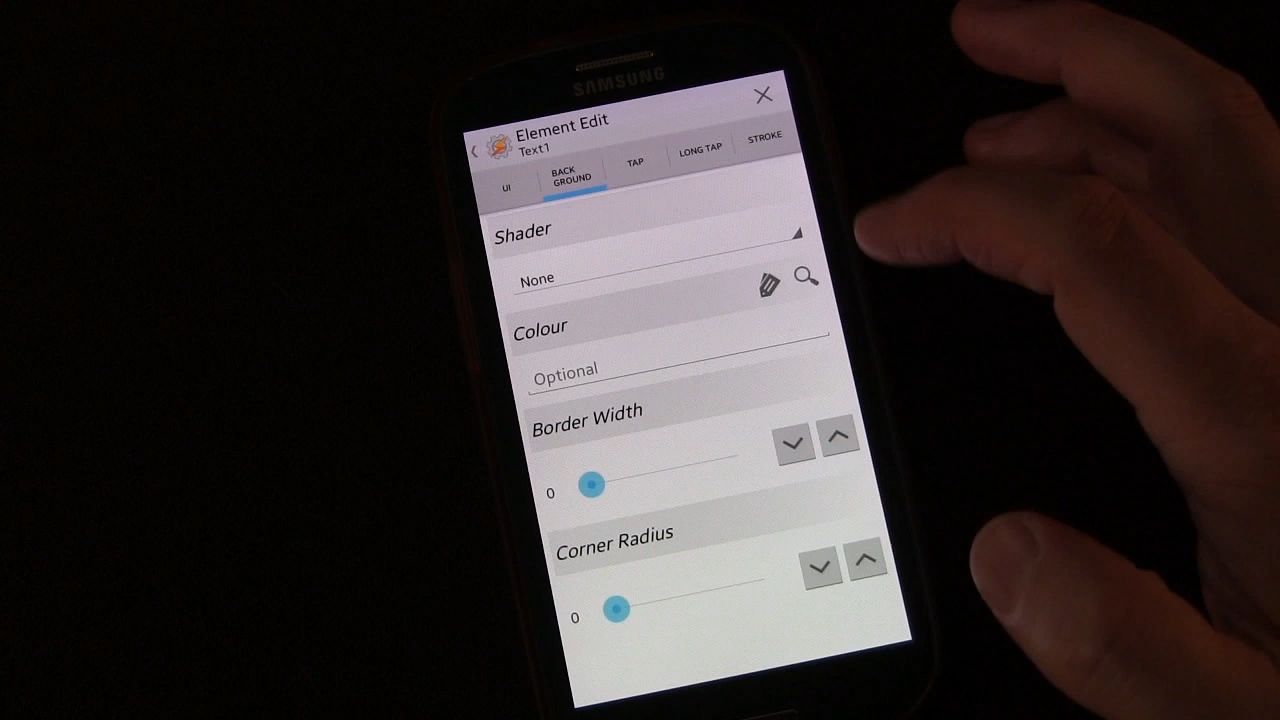 SAMSUNG
Element Edit
Text1
UI
BACK
GROUND
TAP
LONG TAP
STROKE
Shader
None
Colour
Optional
Border Width
0
Corner Radius
0